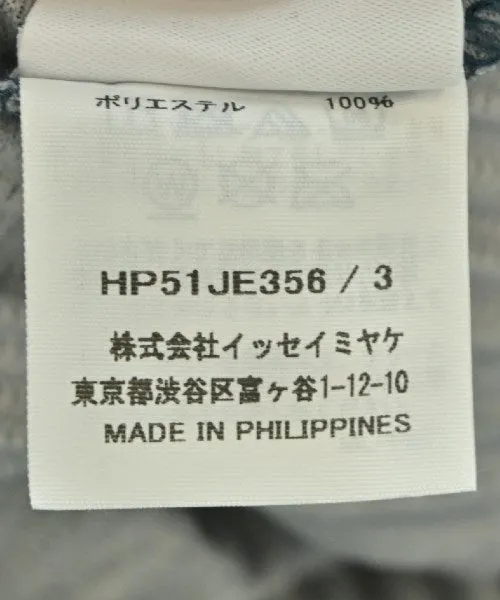 ポリエステル 100%
HP51JE356 / 3
株式会社イッセイミヤケ
東京都渋谷区富ヶ谷1-12-10
MADE IN PHILIPPINES